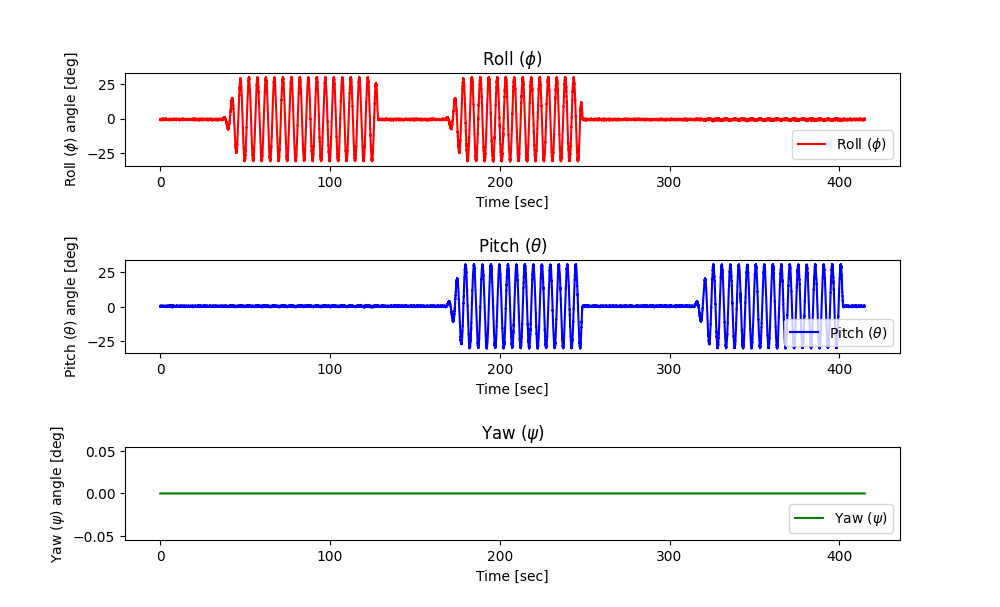 Roll (ϕ)
Roll (ϕ) angle [deg]
25
0
−25
Roll (ϕ)
0 100 200 300 400
Time [sec]
Pitch (θ)
Pitch (θ) angle [deg]
25
0
−25
Pitch (θ)
0 100 200 300 400
Time [sec]
Yaw (ψ)
Yaw (ψ) angle [deg]
0.05
0.00
−0.05
Yaw (ψ)
0 100 200 300 400
Time [sec]